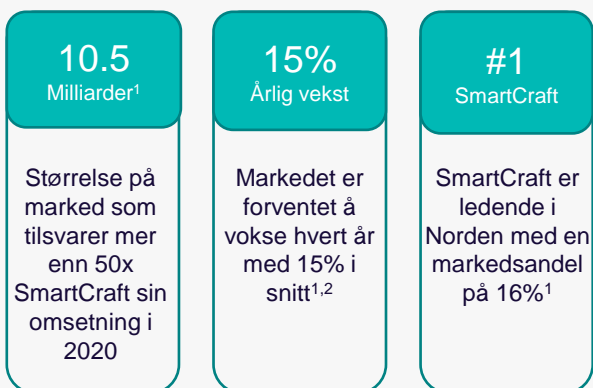 10.5
Milliarder¹
Størrelse på
marked som
tilsvarer mer
enn 50x
SmartCraft sin
omsetning i
2020
15%
Årlig vekst
Markedet er
forventet å
vokse hvert år
med 15% i
snitt¹,²
#1
SmartCraft
SmartCraft er
ledende i
Norden med en
markedsandel
på 16%¹